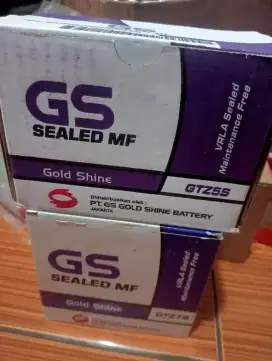 GS
SEALED MF
VRLA Sealed
Maintenance Free
Gold Shine
GTZ5S
Didistribusikan oleh :
PT. GS GOLD SHINE BATTERY
JAKARTA
GS
SEALED MF
VRLA Sealed
Maintenance Free
Gold Shine